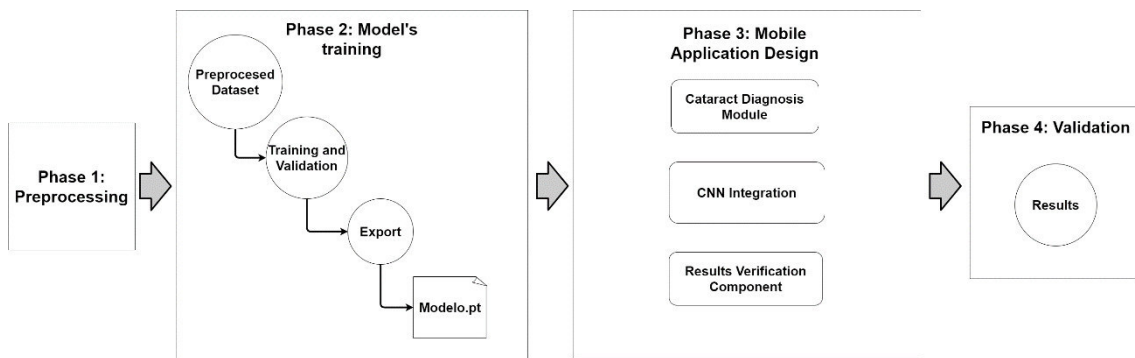 Phase 1:
Preprocessing
Phase 2: Model's
training
Preprocesed
Dataset
Training and
Validation
Export
Modelo.pt
Phase 3: Mobile
Application Design
Cataract Diagnosis
Module
CNN Integration
Results Verification
Component
Phase 4: Validation
Results